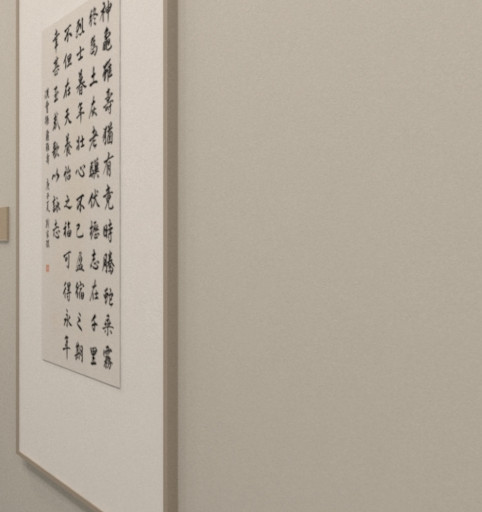 神龜雖壽猶有竟時騰蛇乘霧
終爲土灰老驥伏櫪志在千里
烈士暮年壯心不已盈縮之期
不但在天養怡之福可得永年
幸甚至哉歌以詠志